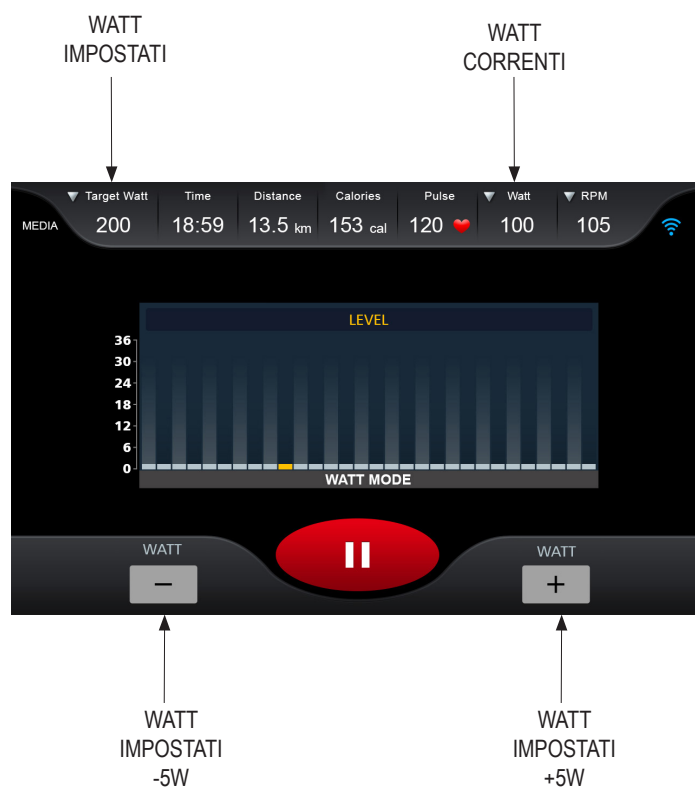 WATT
IMPOSTATI
WATT
CORRENTI
Target Watt Time Distance Calories Pulse Watt RPM
MEDIA 200 18:59 13.5 km 153 cal 120 100 105
LEVEL
36
30
24
18
12
6
0
WATT MODE
WATT WATT
− +
WATT
IMPOSTATI
-5W
WATT
IMPOSTATI
+5W